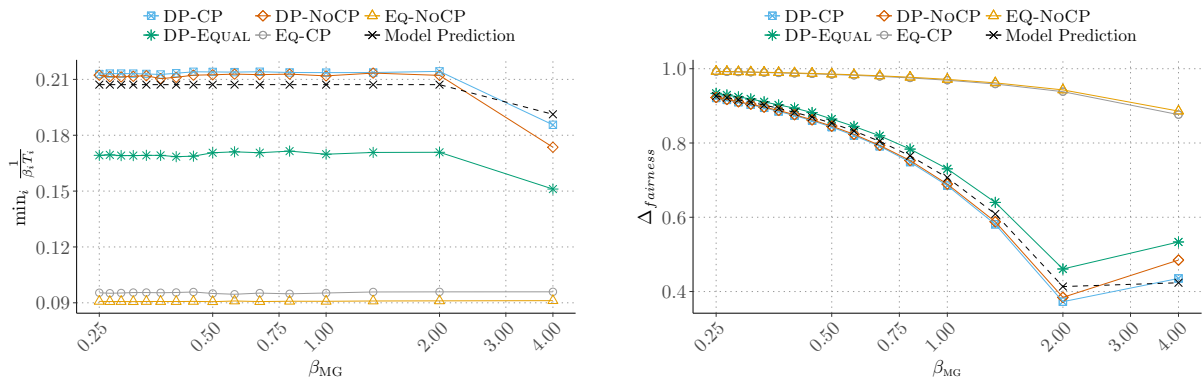 DP-CP DP-NoCP Eq-NoCP
DP-Equal Eq-CP Model Prediction
0.21
0.18
0.15
0.12
0.09
min_i 1/(β_i T_i)
0.25 0.50 0.75 1.00 2.00 3.00 4.00
β_MG
DP-CP DP-NoCP Eq-NoCP
DP-Equal Eq-CP Model Prediction
1.0
0.8
0.6
0.4
Δ_fairness
0.25 0.50 0.75 1.00 2.00 3.00 4.00
β_MG